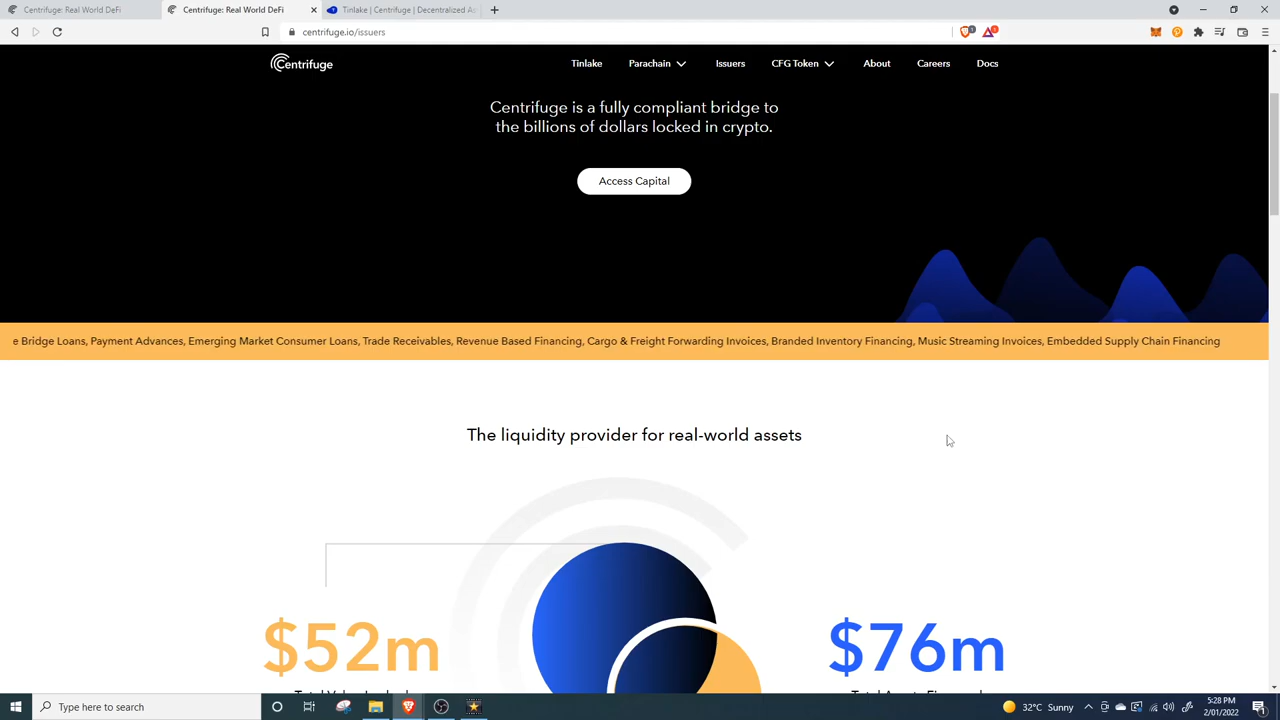 Centrifuge: Real World DeFi
Centrifuge: Real World DeFi
Tinlake | Centrifuge | Decentralized As
centrifuge.io/issuers
Centrifuge
Tinlake
Parachain
Issuers
CFG Token
About
Careers
Docs
Centrifuge is a fully compliant bridge to
the billions of dollars locked in crypto.
Access Capital
e Bridge Loans, Payment Advances, Emerging Market Consumer Loans, Trade Receivables, Revenue Based Financing, Cargo & Freight Forwarding Invoices, Branded Inventory Financing, Music Streaming Invoices, Embedded Supply Chain Financing
The liquidity provider for real-world assets
$52m
$76m
Type here to search
32°C Sunny
5:28 PM
2/01/2022